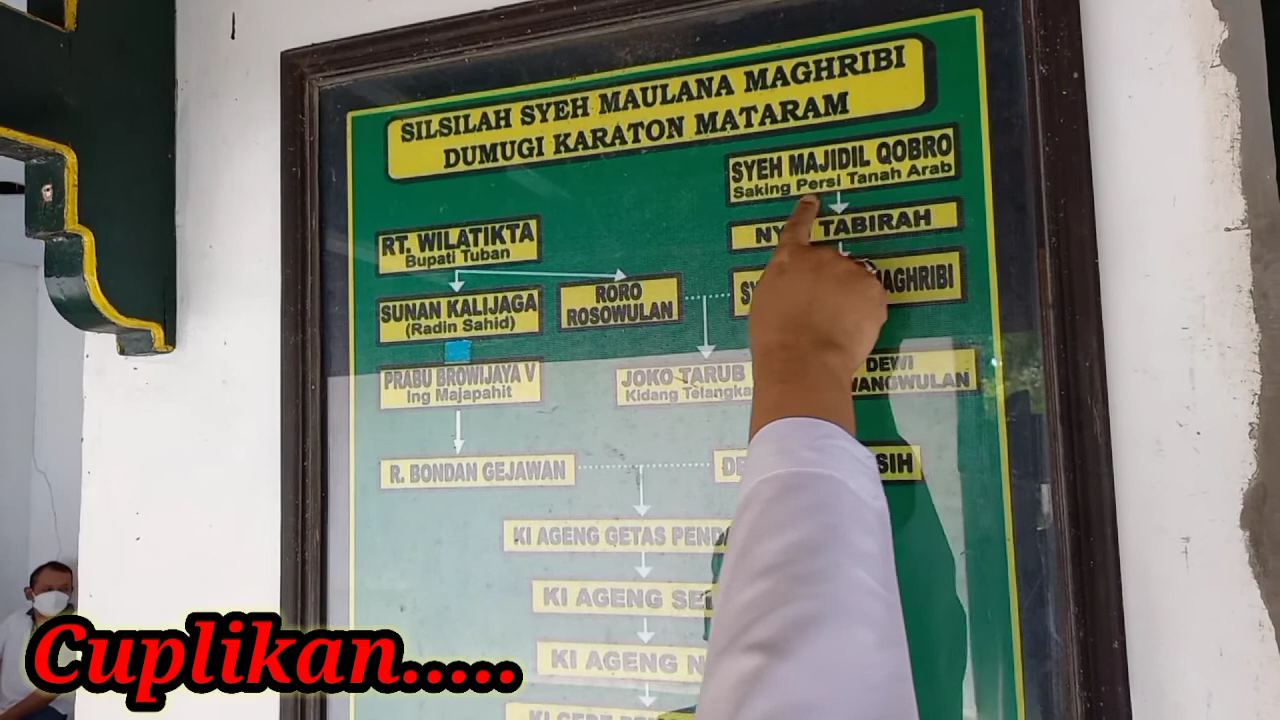 SILSILAH SYEH MAULANA MAGHRIBI
DUMUGI KARATON MATARAM
SYEH MAJIDIL QOBRO
Saking Persi Tanah Arab
TABIRAH
RT. WILATIKTA
Bupati Tuban
SUNAN KALIJAGA
(Radin Sahid)
RORO
ROSOWULAN
MAGHRIBI
PRABU BROWIJAYA V
Ing Majapahit
JOKO TARUB
Kidang
DEWI
R. BONDAN GEJAWAN
KI AGENG GETAS
KI AGENG
KI AGENG
Cuplikan.....